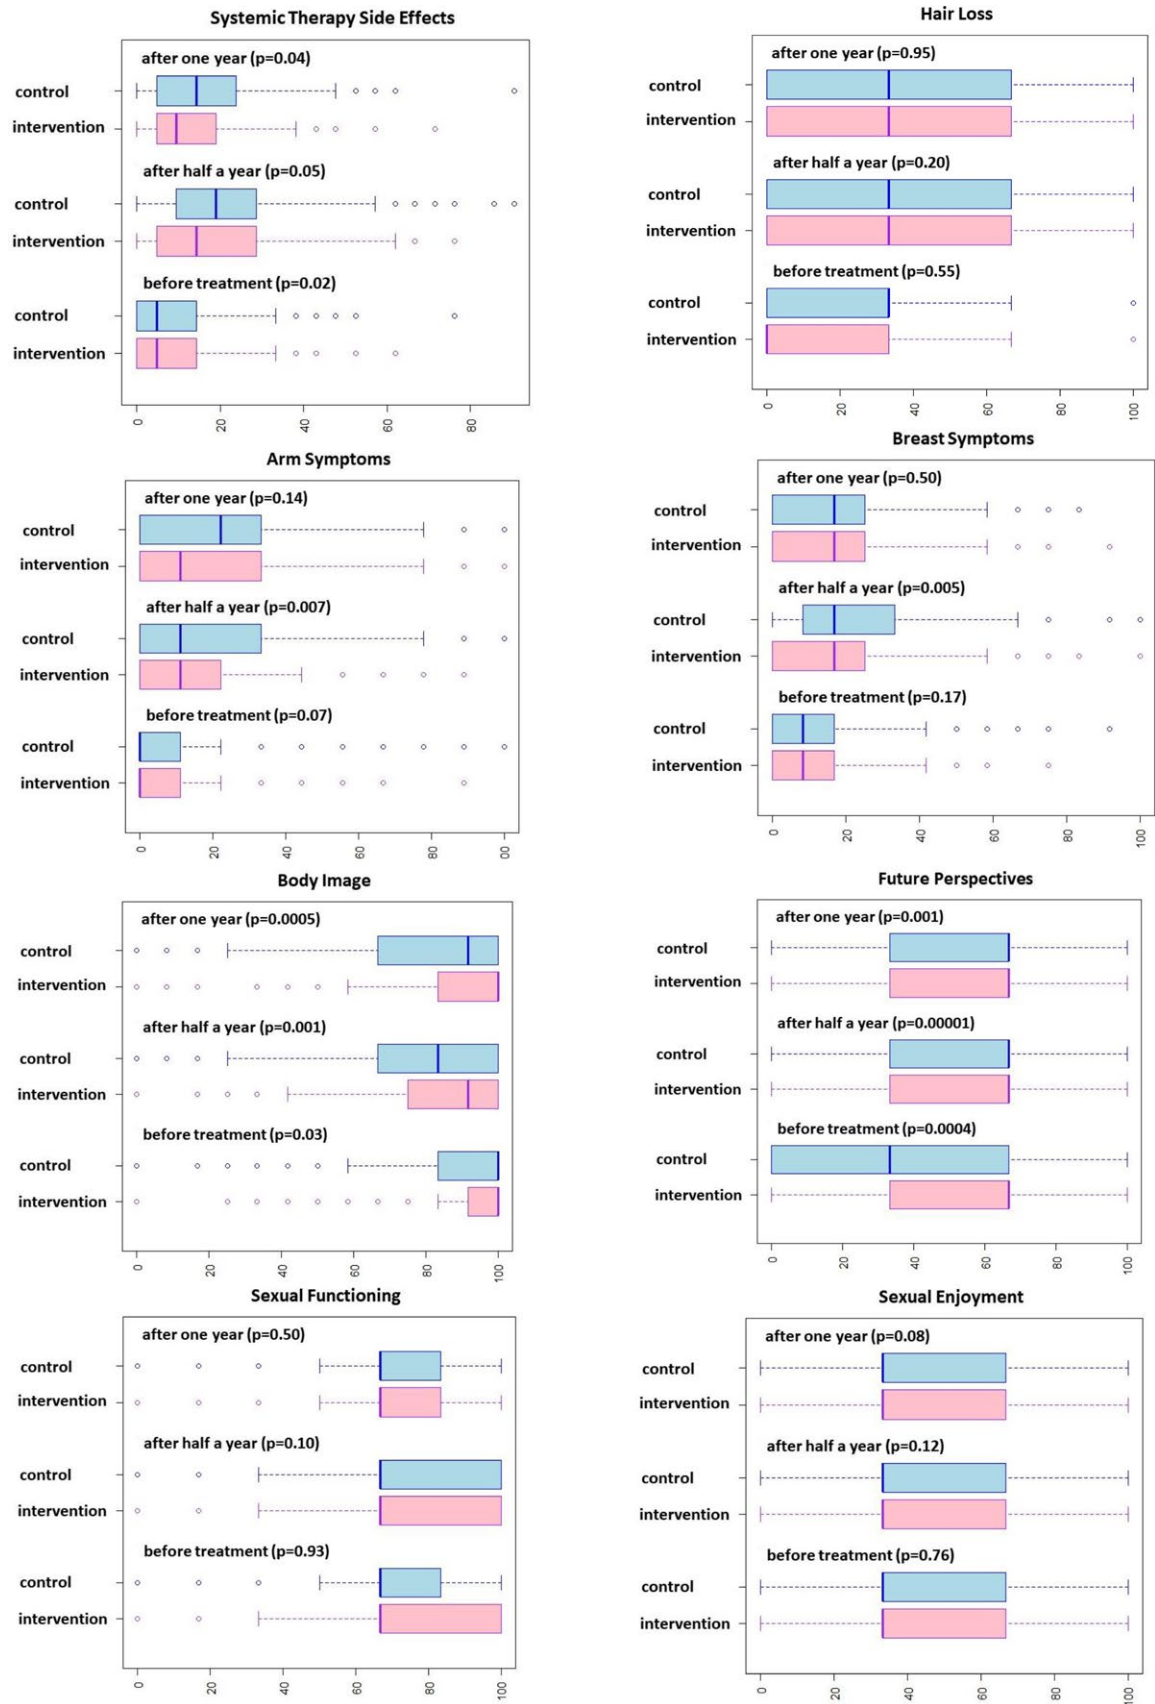 Systemic Therapy Side Effects
after one year (p=0.04)
control
intervention
after half a year (p=0.05)
control
intervention
before treatment (p=0.02)
control
intervention
0 20 40 60 80
Hair Loss
after one year (p=0.95)
control
intervention
after half a year (p=0.20)
control
intervention
before treatment (p=0.55)
control
intervention
0 20 40 60 80 100
Arm Symptoms
after one year (p=0.14)
control
intervention
after half a year (p=0.007)
control
intervention
before treatment (p=0.07)
control
intervention
0 20 40 60 80 00
Breast Symptoms
after one year (p=0.50)
control
intervention
after half a year (p=0.005)
control
intervention
before treatment (p=0.17)
control
intervention
0 20 40 60 80 100
Body Image
after one year (p=0.0005)
control
intervention
after half a year (p=0.001)
control
intervention
before treatment (p=0.03)
control
intervention
0 20 40 60 80 100
Future Perspectives
after one year (p=0.001)
control
intervention
after half a year (p=0.00001)
control
intervention
before treatment (p=0.0004)
control
intervention
0 20 40 60 80 100
Sexual Functioning
after one year (p=0.50)
control
intervention
after half a year (p=0.10)
control
intervention
before treatment (p=0.93)
control
intervention
0 20 40 60 80 100
Sexual Enjoyment
after one year (p=0.08)
control
intervention
after half a year (p=0.12)
control
intervention
before treatment (p=0.76)
control
intervention
0 20 40 60 80 100